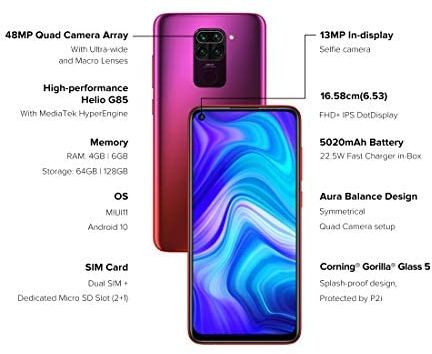 48MP Quad Camera Array
With Ultra-wide
and Macro Lenses
High-performance
Helio G85
With MediaTek HyperEngine
Memory
RAM: 4GB | 6GB
Storage: 64GB | 128GB
OS
MIUI11
Android 10
SIM Card
Dual SIM +
Dedicated Micro SD Slot (2+1)
13MP In-display
Selfie camera
16.58cm(6.53)
FHD+ IPS DotDisplay
5020mAh Battery
22.5W Fast Charger in-Box
Aura Balance Design
Symmetrical
Quad Camera setup
Corning® Gorilla® Glass 5
Splash-proof design,
Protected by P2i